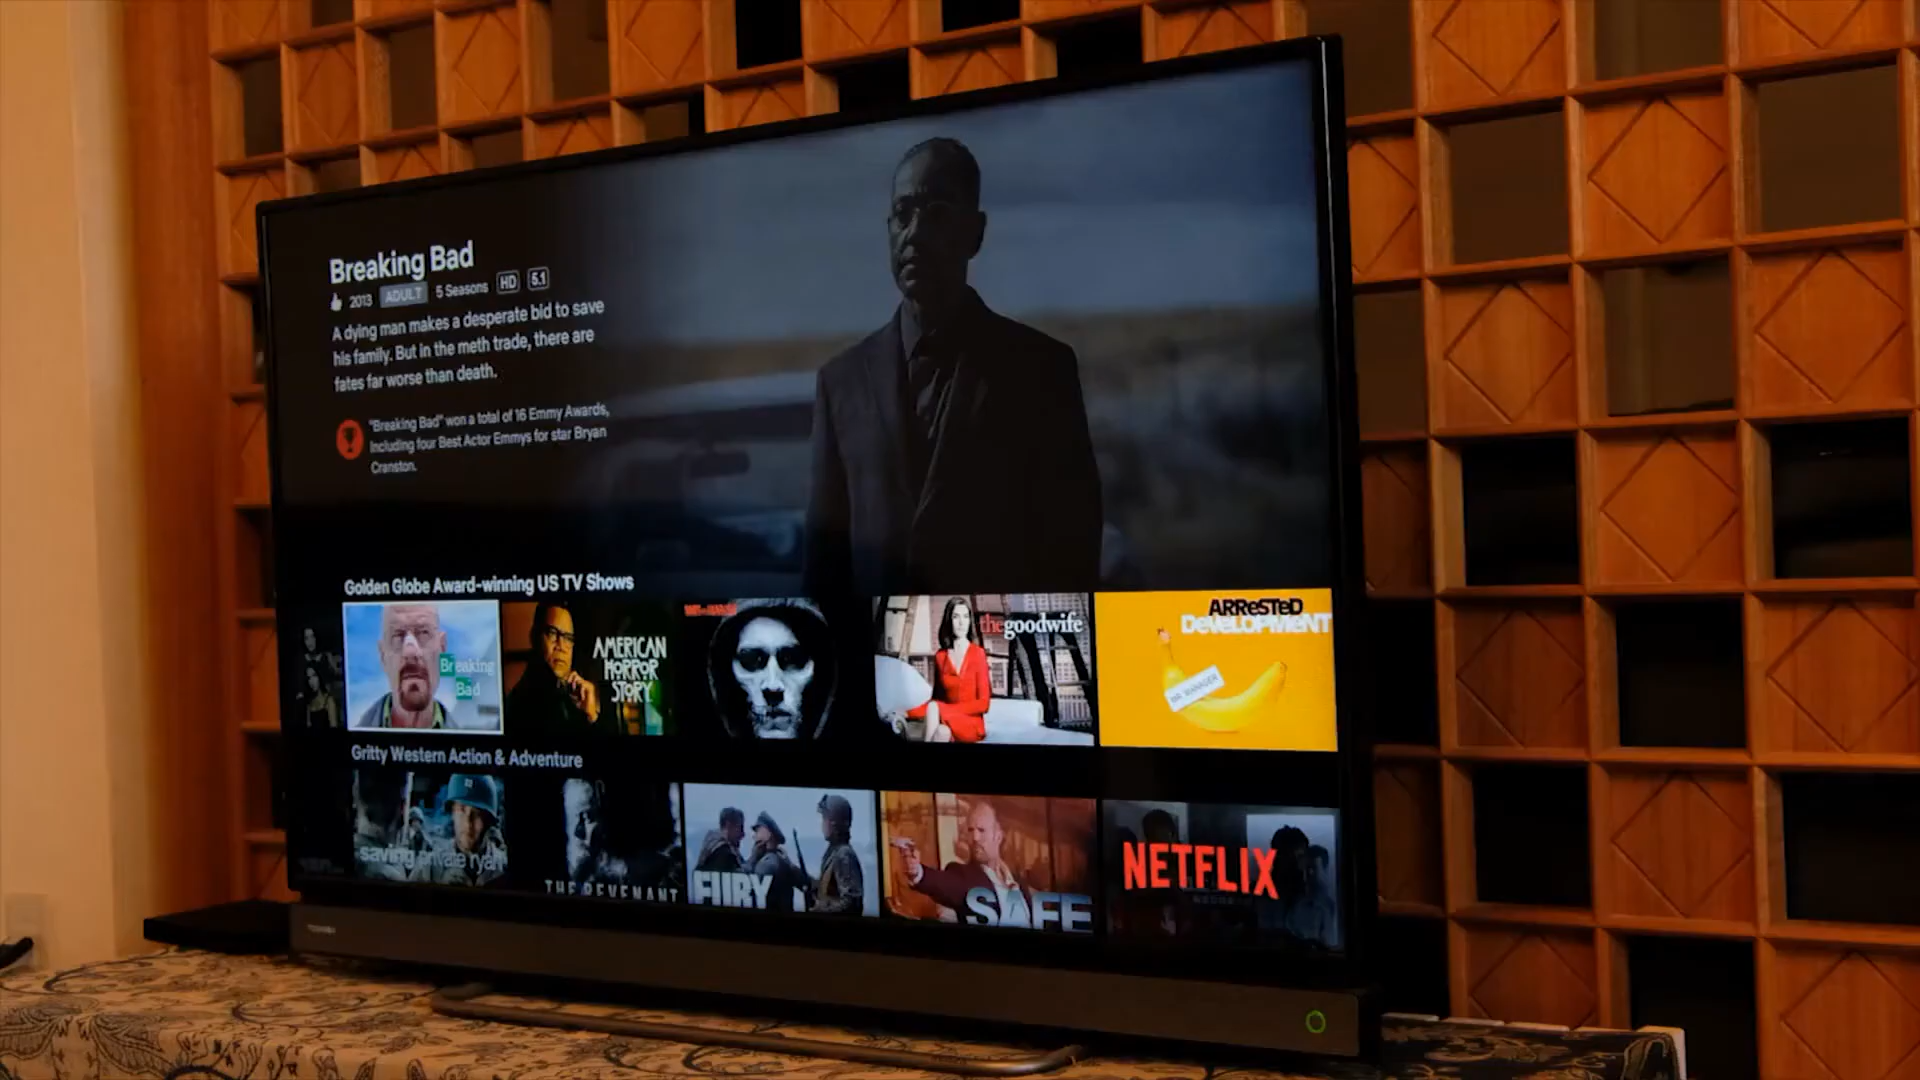 Breaking Bad
2013 ADULT 5 Seasons HD 5.1
A dying man makes a desperate bid to save
his family. But in the meth trade, there are
fates far worse than death.
"Breaking Bad" won a total of 16 Emmy Awards,
including four Best Actor Emmys for star Bryan
Cranston.
Golden Globe Award-winning US TV Shows
Breaking
Bad
AMERICAN
HORROR
STORY
thegoodwife
ARReSTeD
DeVeLOPMeNT
MR. MANAGER
Gritty Western Action & Adventure
saving private ryan
THE REVENANT
FURY
SAFE
NETFLIX
TOSHIBA